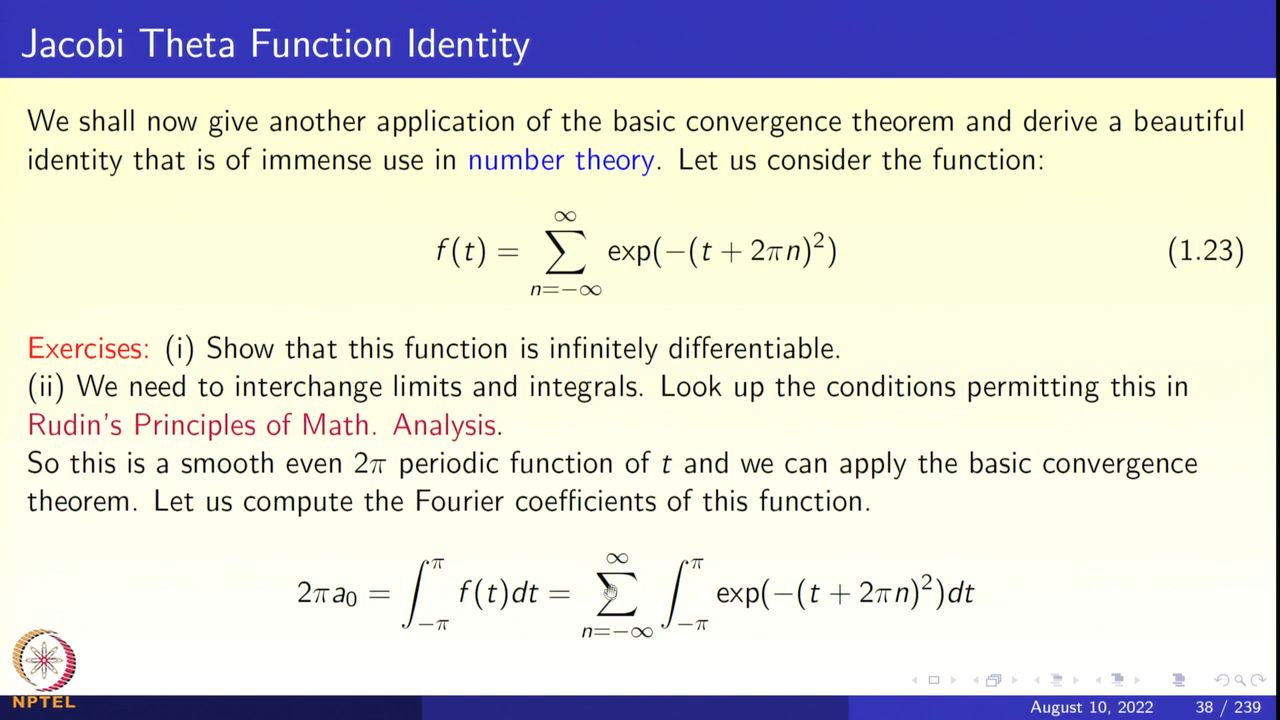 Jacobi Theta Function Identity
We shall now give another application of the basic convergence theorem and derive a beautiful
identity that is of immense use in number theory. Let us consider the function:
f(t) = ∑_{n=−∞}^{∞} exp(−(t + 2πn)²) (1.23)
Exercises: (i) Show that this function is infinitely differentiable.
(ii) We need to interchange limits and integrals. Look up the conditions permitting this in
Rudin's Principles of Math. Analysis.
So this is a smooth even 2π periodic function of t and we can apply the basic convergence
theorem. Let us compute the Fourier coefficients of this function.
2πa₀ = ∫_{−π}^{π} f(t)dt = ∑_{n=−∞}^{∞} ∫_{−π}^{π} exp(−(t + 2πn)²)dt
NPTEL
August 10, 2022 38 / 239